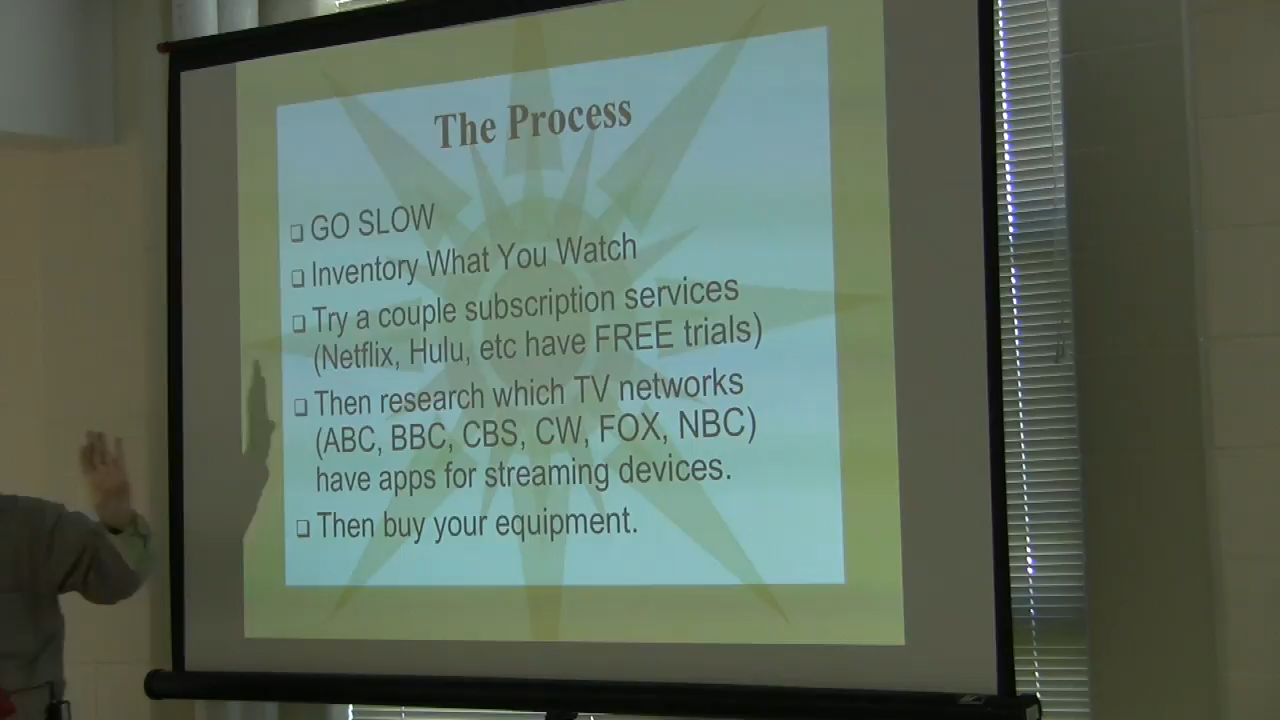 The Process
❑ GO SLOW
❑ Inventory What You Watch
❑ Try a couple subscription services
(Netflix, Hulu, etc have FREE trials)
❑ Then research which TV networks
(ABC, BBC, CBS, CW, FOX, NBC)
have apps for streaming devices.
❑ Then buy your equipment.